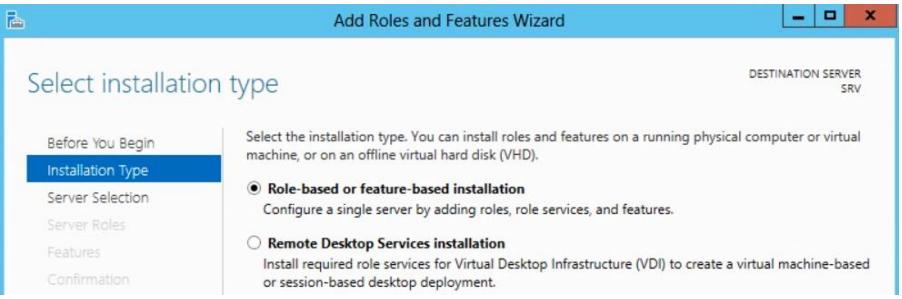 Add Roles and Features Wizard
Select installation type
DESTINATION SERVER
SRV
Before You Begin
Installation Type
Server Selection
Server Roles
Features
Confirmation
Select the installation type. You can install roles and features on a running physical computer or virtual
machine, or on an offline virtual hard disk (VHD).
Role-based or feature-based installation
Configure a single server by adding roles, role services, and features.
Remote Desktop Services installation
Install required role services for Virtual Desktop Infrastructure (VDI) to create a virtual machine-based
or session-based desktop deployment.